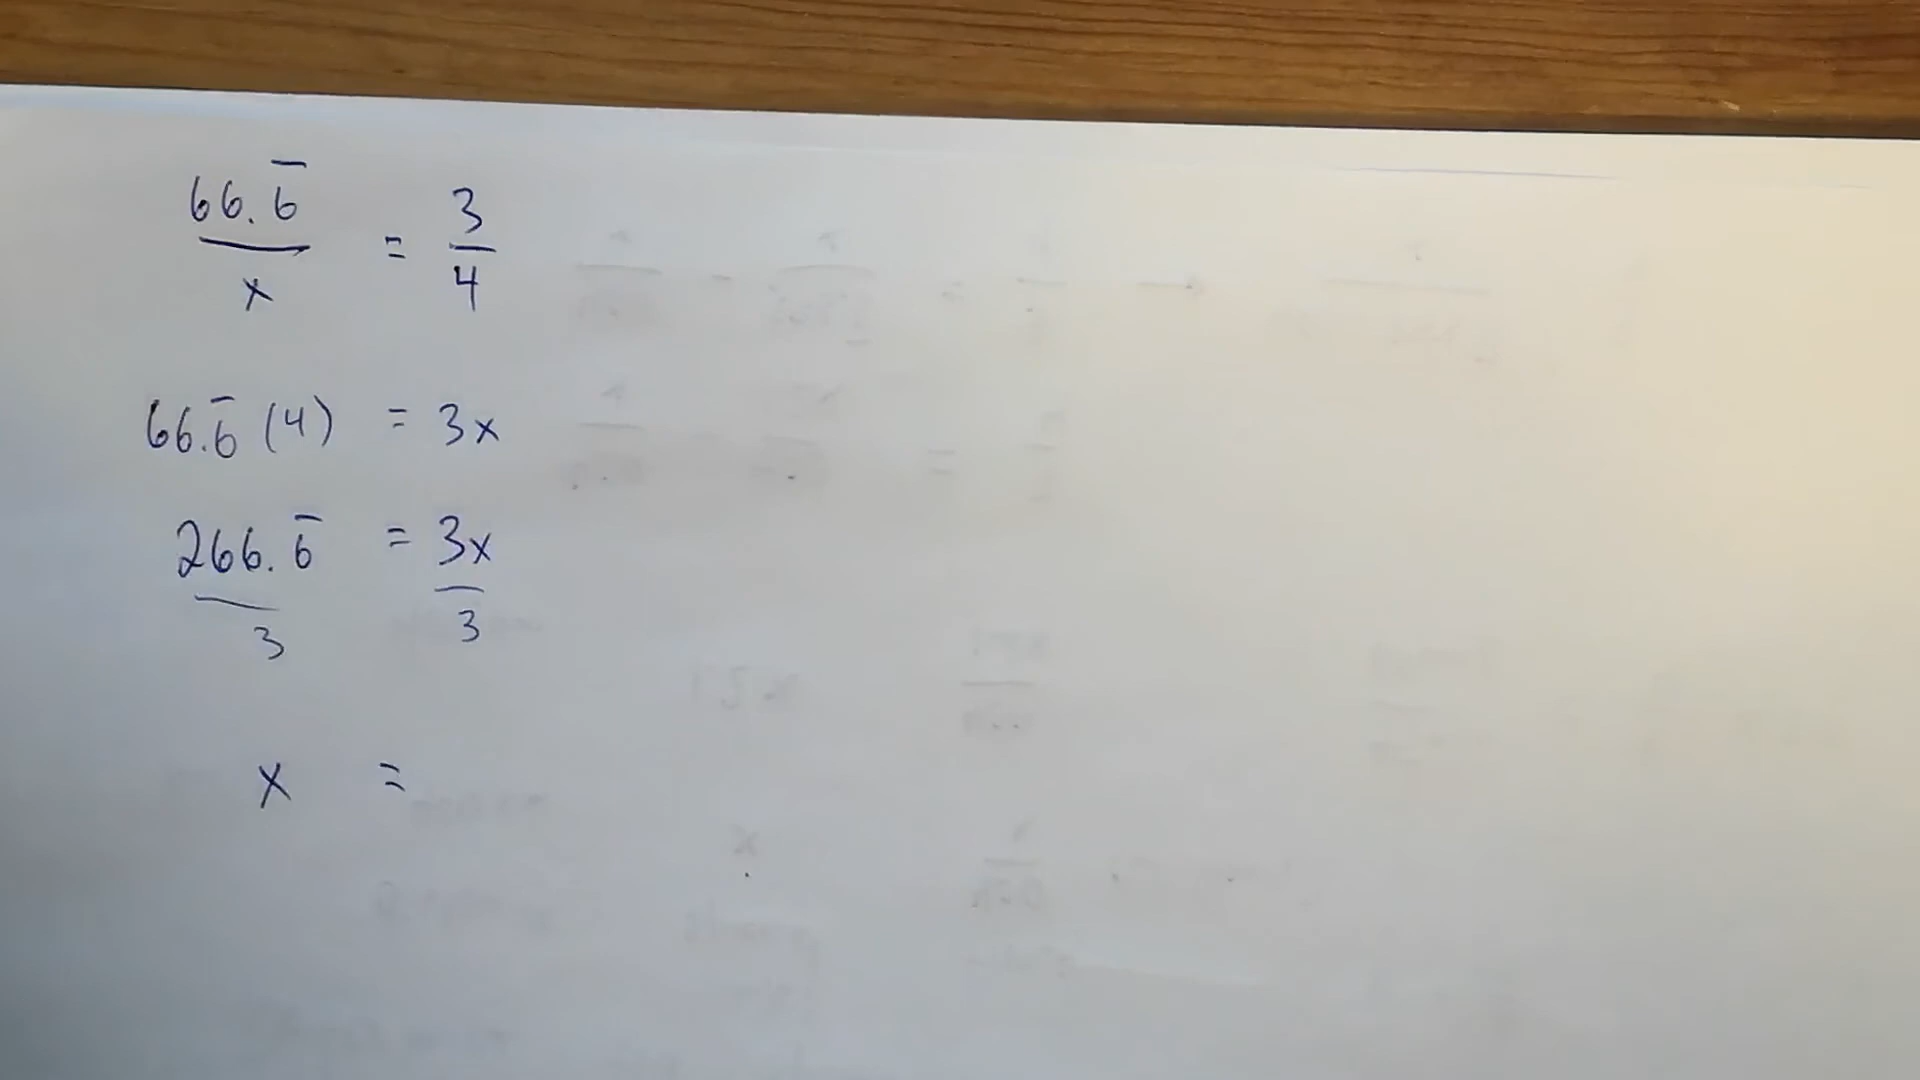 66.6̅ / x = 3 / 4
66.6̅ (4) = 3x
266.6̅ / 3 = 3x / 3
x =